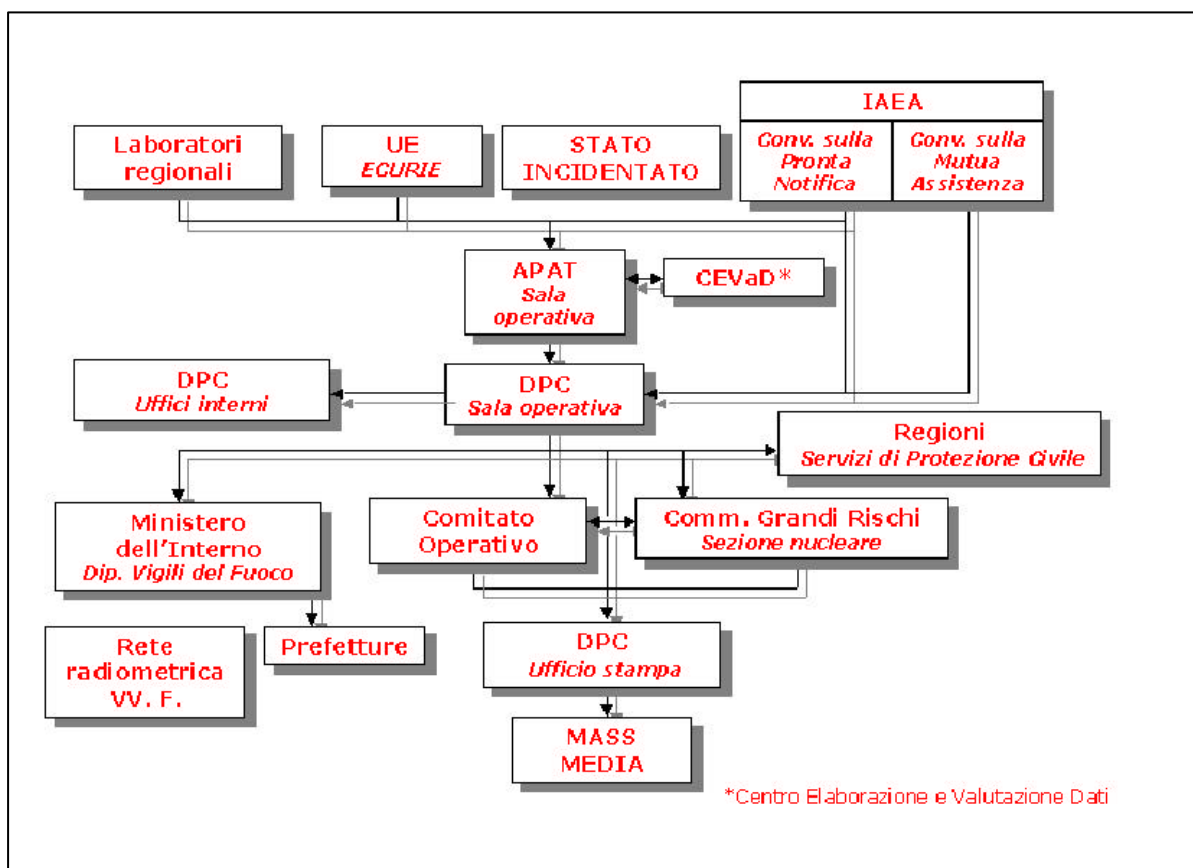 IAEA
Laboratori
regionali
UE
ECURIE
STATO
INCIDENTATO
Conv. sulla
Pronta
Notifica
Conv. sulla
Mutua
Assistenza
APAT
Sala
operativa
CEVaD*
DPC
Uffici interni
DPC
Sala operativa
Regioni
Servizi di Protezione Civile
Ministero
dell'Interno
Dip. Vigili del Fuoco
Comitato
Operativo
Comm. Grandi Rischi
Sezione nucleare
Rete
radiometrica
VV. F.
Prefetture
DPC
Ufficio stampa
MASS
MEDIA
*Centro Elaborazione e Valutazione Dati